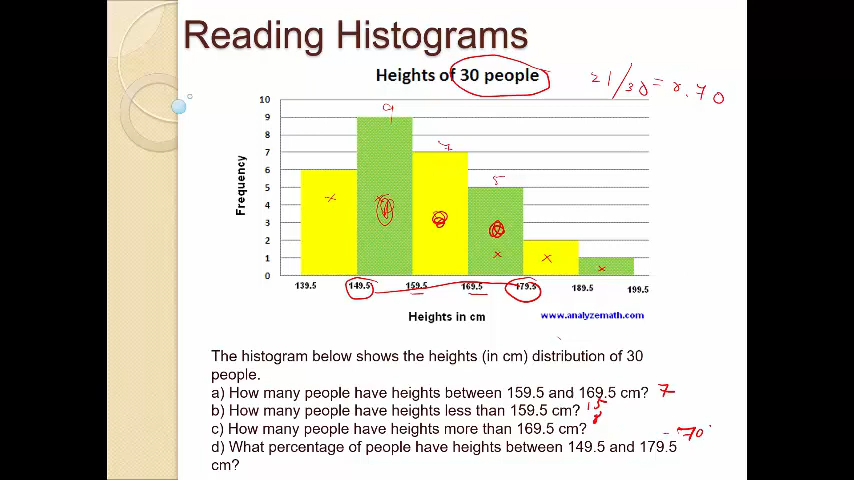 Reading Histograms
Heights of 30 people
21/30 = 0.70
10
9
8
7
6
5
4
3
2
1
0
Frequency
9
7
5
139.5 149.5 159.5 169.5 179.5 189.5 199.5
Heights in cm
www.analyzemath.com
The histogram below shows the heights (in cm) distribution of 30
people.
a) How many people have heights between 159.5 and 169.5 cm? 7
b) How many people have heights less than 159.5 cm? 15
c) How many people have heights more than 169.5 cm? 8
d) What percentage of people have heights between 149.5 and 179.5
cm?
70